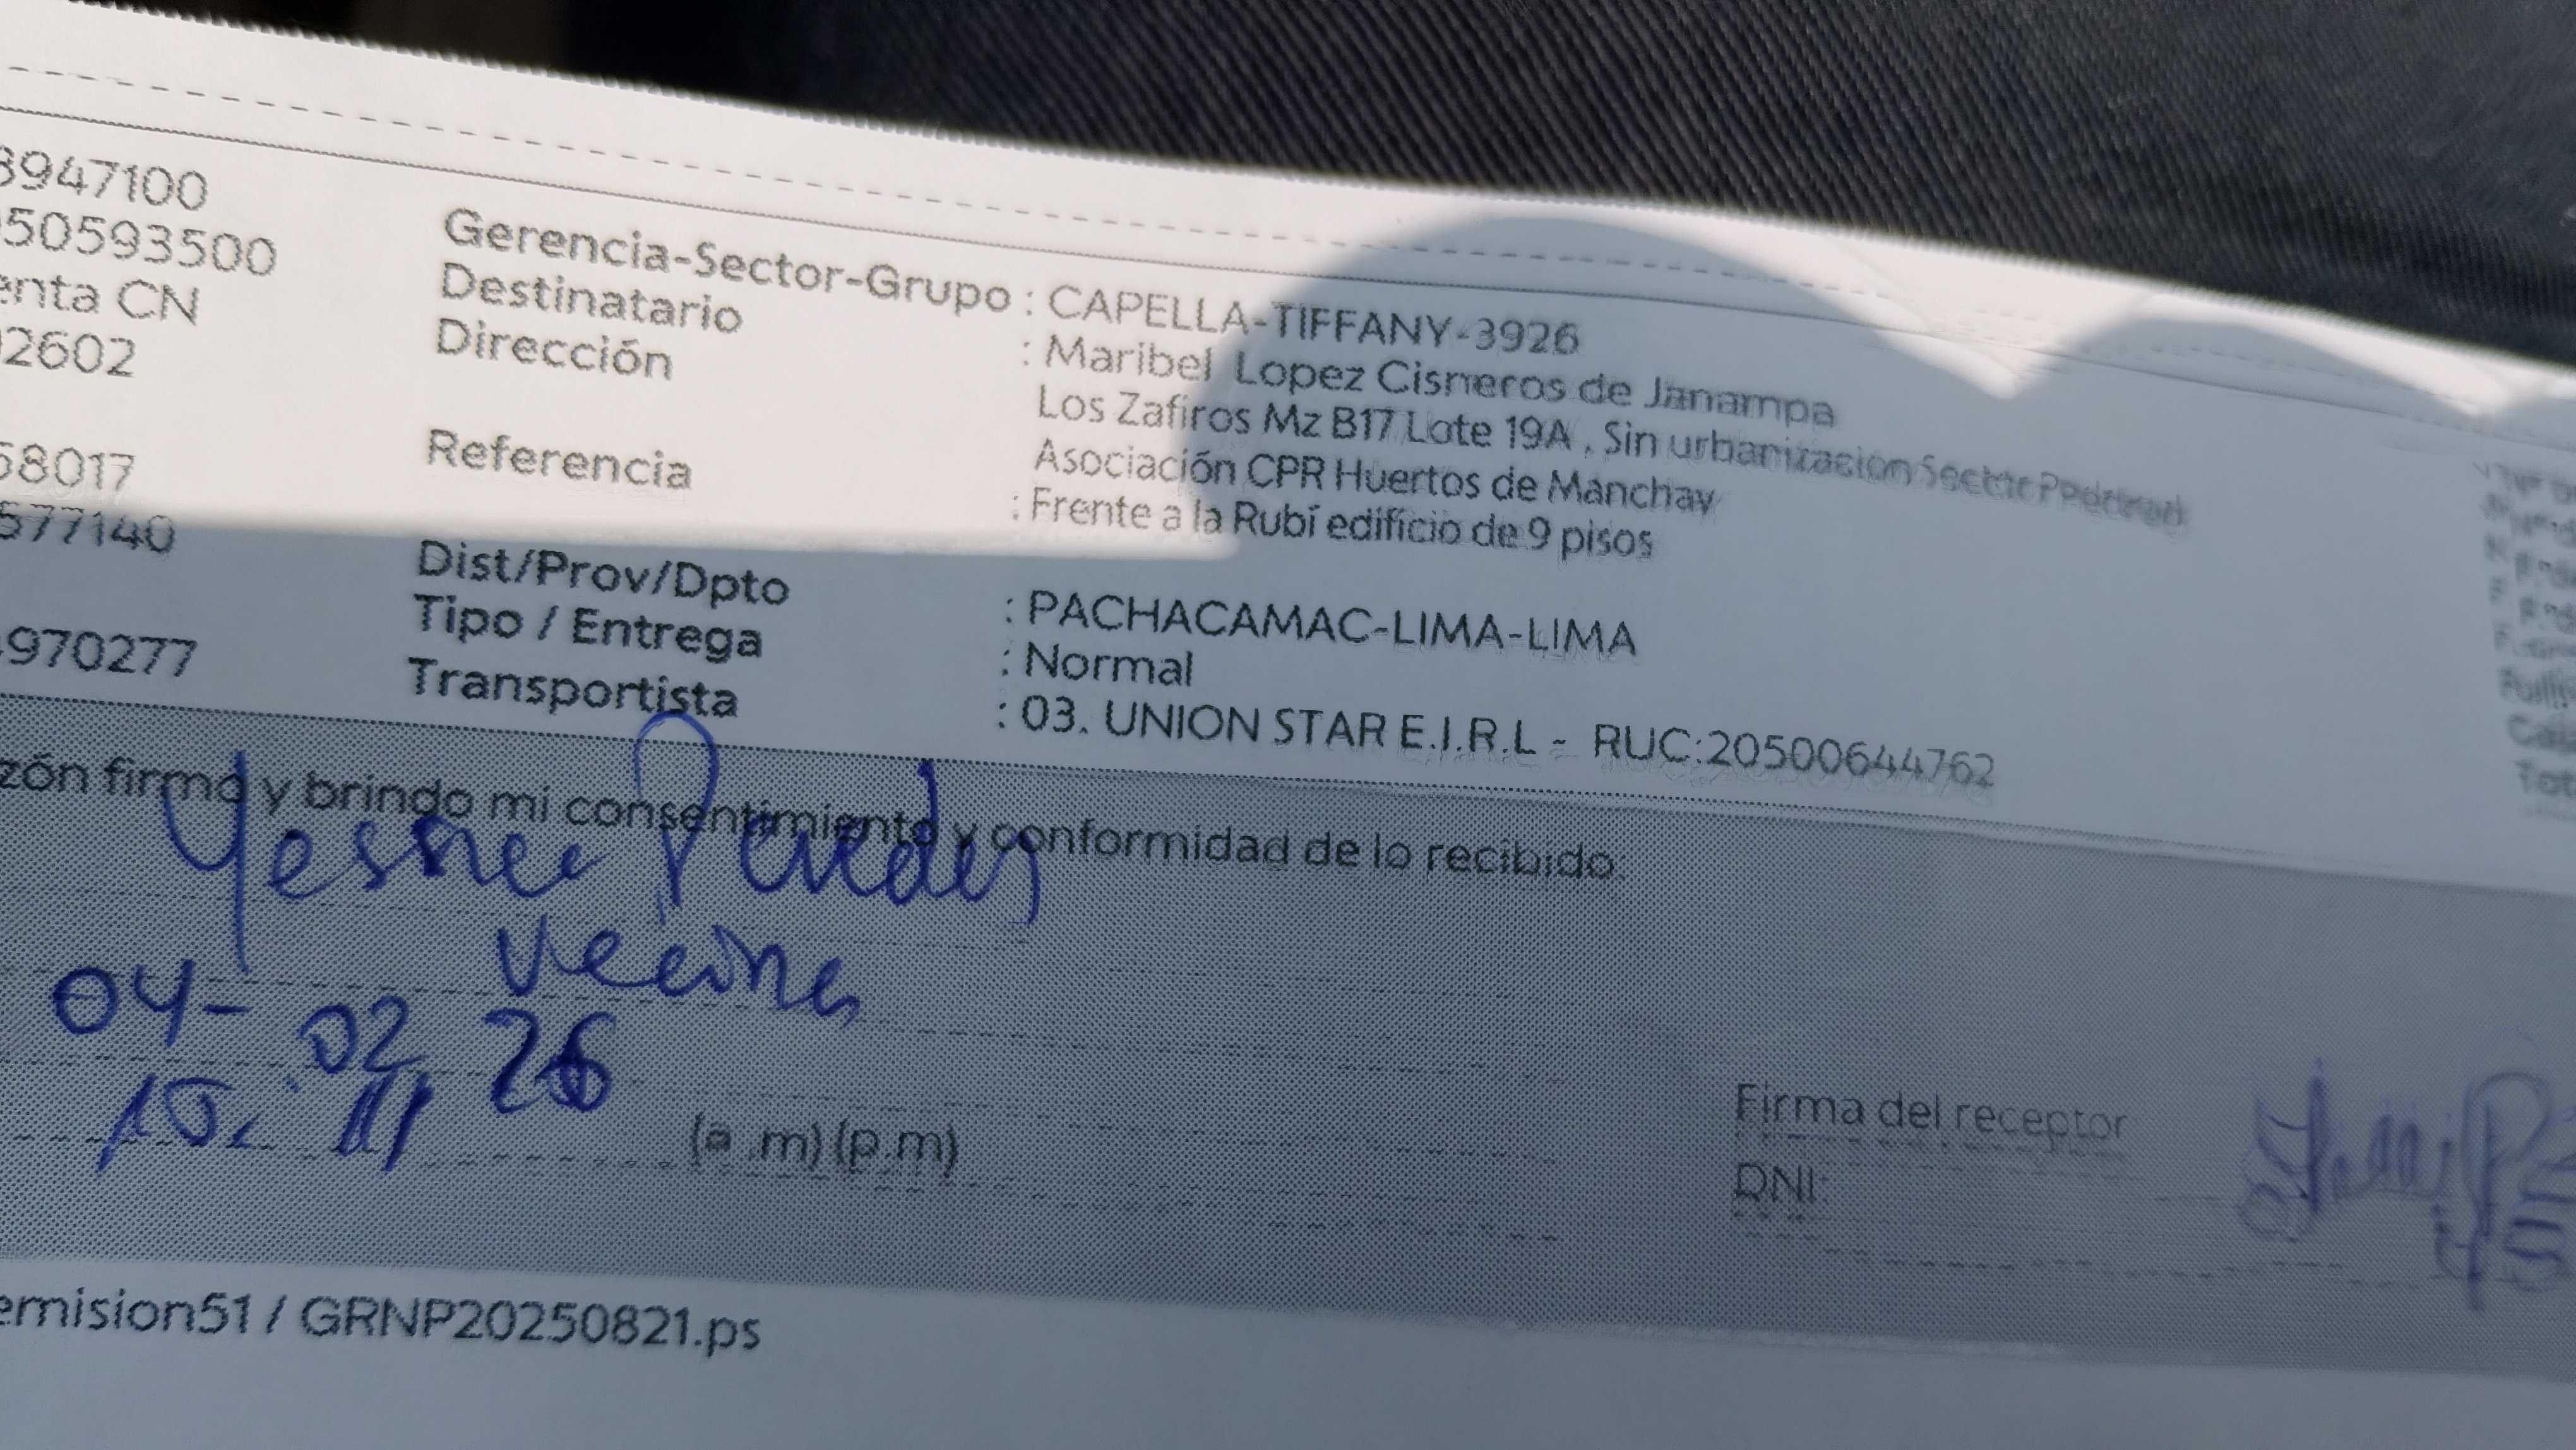 3947100
50593500
enta CN
02602
68017
577140
970277
Gerencia-Sector-Grupo : CAPELLA-TIFFANY-3926
Destinatario : Maribel Lopez Cisneros de Janampa
Dirección Los Zafiros Mz B17 Lote 19A , Sin urbanización Sector Pedregal
Asociación CPR Huertos de Manchay
Referencia : Frente a la Rubí edificio de 9 pisos
Dist/Prov/Dpto : PACHACAMAC-LIMA-LIMA
Tipo / Entrega : Normal
Transportista : 03. UNION STAR E.I.R.L - RUC:20500644762
zón firmo y brindo mi consentimiento y conformidad de lo recibido
Paredes
vecina
04- 02 26
(a .m) (p.m)
Firma del receptor
DNI:
emision51 / GRNP20250821.ps